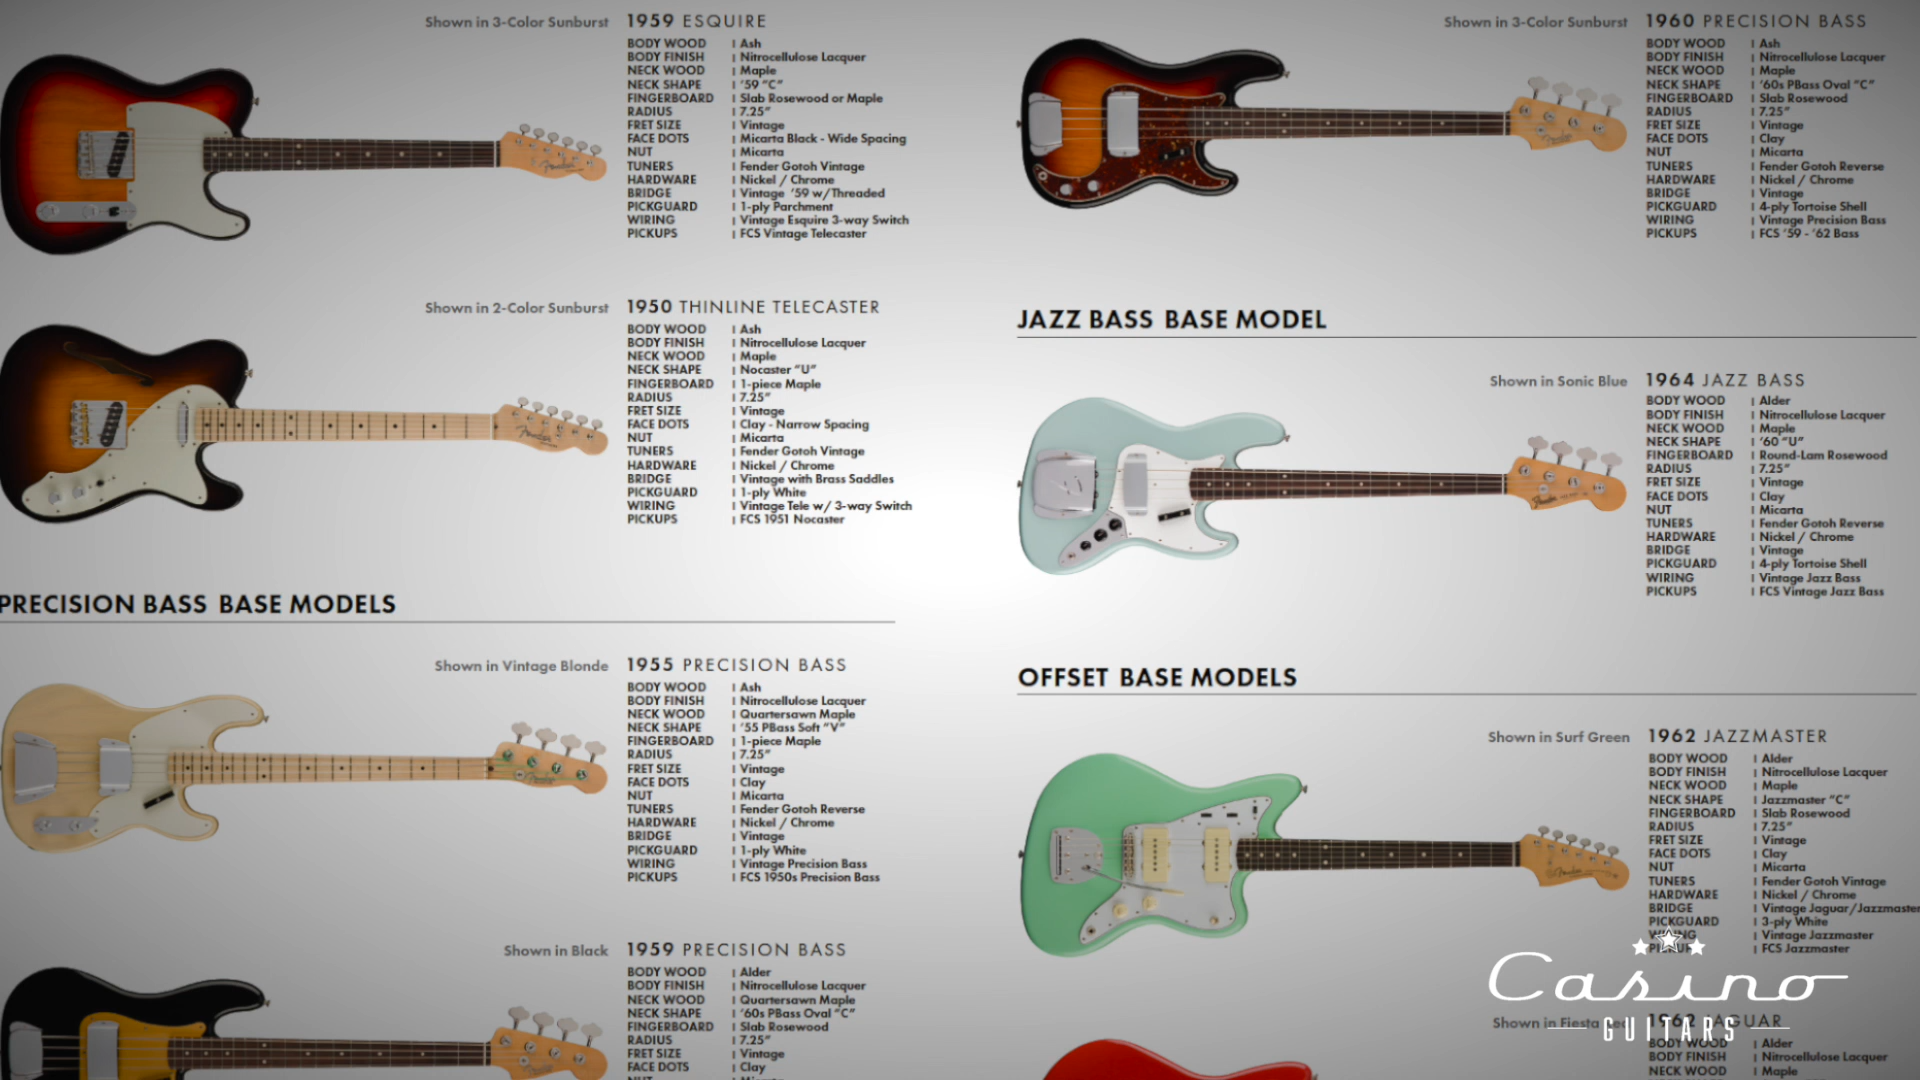 Shown in 3-Color Sunburst
1959 ESQUIRE
BODY WOOD | Ash
BODY FINISH | Nitrocellulose Lacquer
NECK WOOD | Maple
NECK SHAPE | '59 "C"
FINGERBOARD | Slab Rosewood or Maple
RADIUS | 7.25"
FRET SIZE | Vintage
FACE DOTS | Micarta Black - Wide Spacing
NUT | Micarta
TUNERS | Fender Gotoh Vintage
HARDWARE | Nickel / Chrome
BRIDGE | Vintage '59 w/Threaded
PICKGUARD | 1-ply Parchment
WIRING | Vintage Esquire 3-way Switch
PICKUPS | FCS Vintage Telecaster
Shown in 2-Color Sunburst
1950 THINLINE TELECASTER
BODY WOOD | Ash
BODY FINISH | Nitrocellulose Lacquer
NECK WOOD | Maple
NECK SHAPE | Nocaster "U"
FINGERBOARD | 1-piece Maple
RADIUS | 7.25"
FRET SIZE | Vintage
FACE DOTS | Clay - Narrow Spacing
NUT | Micarta
TUNERS | Fender Gotoh Vintage
HARDWARE | Nickel / Chrome
BRIDGE | Vintage with Brass Saddles
PICKGUARD | 1-ply White
WIRING | Vintage Tele w/ 3-way Switch
PICKUPS | FCS 1951 Nocaster
PRECISION BASS BASE MODELS
Shown in Vintage Blonde
1955 PRECISION BASS
BODY WOOD | Ash
BODY FINISH | Nitrocellulose Lacquer
NECK WOOD | Quartersawn Maple
NECK SHAPE | '55 PBass Soft "V"
FINGERBOARD | 1-piece Maple
RADIUS | 7.25"
FRET SIZE | Vintage
FACE DOTS | Clay
NUT | Micarta
TUNERS | Fender Gotoh Reverse
HARDWARE | Nickel / Chrome
BRIDGE | Vintage
PICKGUARD | 1-ply White
WIRING | Vintage Precision Bass
PICKUPS | FCS 1950s Precision Bass
Shown in Black
1959 PRECISION BASS
BODY WOOD | Alder
BODY FINISH | Nitrocellulose Lacquer
NECK WOOD | Quartersawn Maple
NECK SHAPE | '60s PBass Oval "C"
FINGERBOARD | Slab Rosewood
RADIUS | 7.25"
FRET SIZE | Vintage
FACE DOTS | Clay
Shown in 3-Color Sunburst
1960 PRECISION BASS
BODY WOOD | Ash
BODY FINISH | Nitrocellulose Lacquer
NECK WOOD | Maple
NECK SHAPE | '60s PBass Oval "C"
FINGERBOARD | Slab Rosewood
RADIUS | 7.25"
FRET SIZE | Vintage
FACE DOTS | Clay
NUT | Micarta
TUNERS | Fender Gotoh Reverse
HARDWARE | Nickel / Chrome
BRIDGE | Vintage
PICKGUARD | 4-ply Tortoise Shell
WIRING | Vintage Precision Bass
PICKUPS | FCS '59 - '62 Bass
JAZZ BASS BASE MODEL
Shown in Sonic Blue
1964 JAZZ BASS
BODY WOOD | Alder
BODY FINISH | Nitrocellulose Lacquer
NECK WOOD | Maple
NECK SHAPE | '60 "U"
FINGERBOARD | Round-Lam Rosewood
RADIUS | 7.25"
FRET SIZE | Vintage
FACE DOTS | Clay
NUT | Micarta
TUNERS | Fender Gotoh Reverse
HARDWARE | Nickel / Chrome
BRIDGE | Vintage
PICKGUARD | 4-ply Tortoise Shell
WIRING | Vintage Jazz Bass
PICKUPS | FCS Vintage Jazz Bass
OFFSET BASE MODELS
Shown in Surf Green
1962 JAZZMASTER
BODY WOOD | Alder
BODY FINISH | Nitrocellulose Lacquer
NECK WOOD | Maple
NECK SHAPE | Jazzmaster "C"
FINGERBOARD | Slab Rosewood
RADIUS | 7.25"
FRET SIZE | Vintage
FACE DOTS | Clay
NUT | Micarta
TUNERS | Fender Gotoh Vintage
HARDWARE | Nickel / Chrome
BRIDGE | Vintage Jaguar/Jazzmaster
PICKGUARD | 3-ply White
WIRING | Vintage Jazzmaster
PICKUPS | FCS Jazzmaster
Casino
GUITARS
Shown in Fiesta Red
1962 JAGUAR
BODY WOOD | Alder
BODY FINISH | Nitrocellulose Lacquer
NECK WOOD | Maple